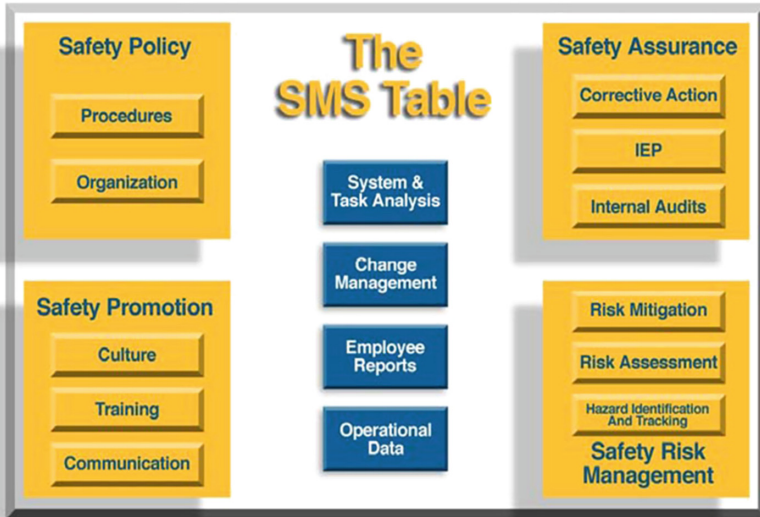 Safety Policy
Procedures
Organization
The
SMS Table
System &
Task Analysis
Change
Management
Employee
Reports
Operational
Data
Safety Assurance
Corrective Action
IEP
Internal Audits
Safety Promotion
Culture
Training
Communication
Risk Mitigation
Risk Assessment
Hazard Identification
And Tracking
Safety Risk
Management